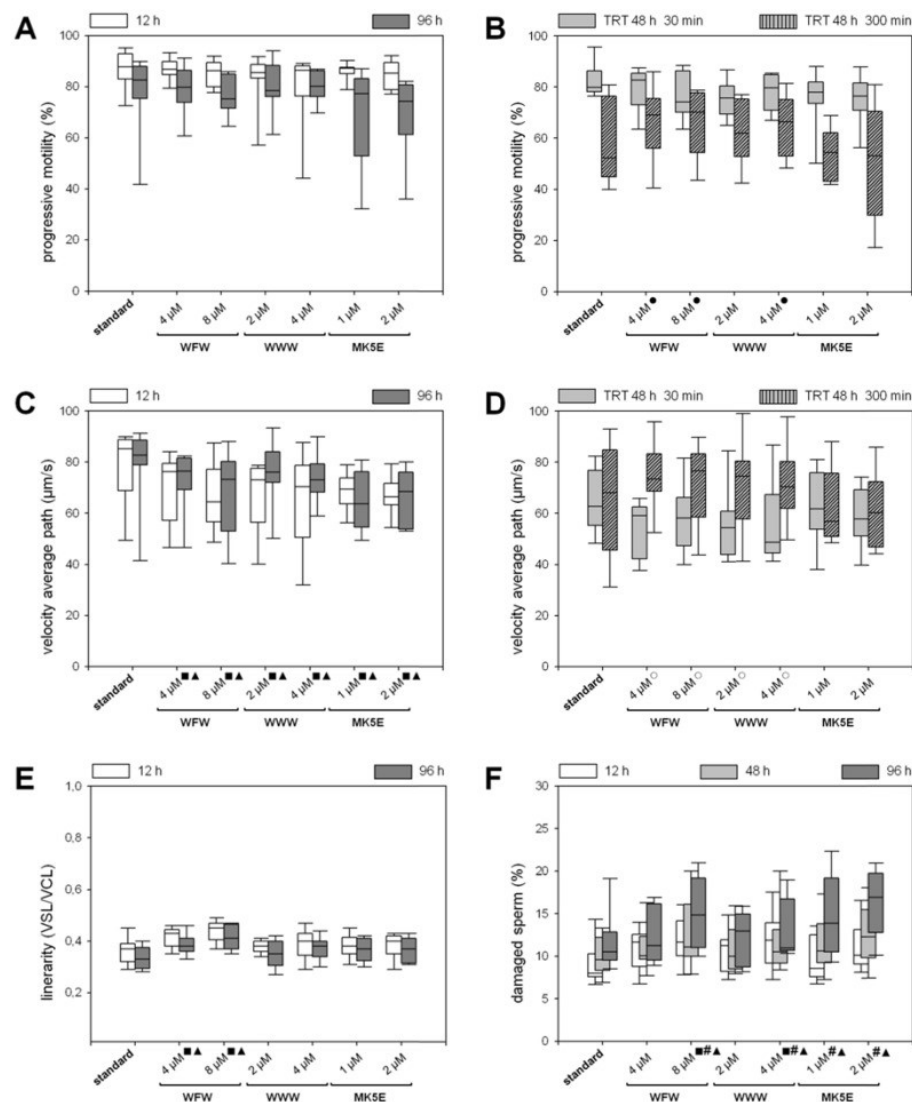 A
12 h
96 h
progressive motility (%)
100
80
60
40
20
0
standard
4 µM
8 µM
2 µM
4 µM
1 µM
2 µM
WFW
WWW
MK5E
B
TRT 48 h 30 min
TRT 48 h 300 min
progressive motility (%)
100
80
60
40
20
0
standard
4 µM ●
8 µM ●
2 µM
4 µM ●
1 µM
2 µM
WFW
WWW
MK5E
C
12 h
96 h
velocity average path (µm/s)
100
80
60
40
20
0
standard
4 µM ■▲
8 µM ■▲
2 µM ■▲
4 µM ■▲
1 µM ■▲
2 µM ■▲
WFW
WWW
MK5E
D
TRT 48 h 30 min
TRT 48 h 300 min
velocity average path (µm/s)
100
80
60
40
20
0
standard
4 µM ○
8 µM ○
2 µM ○
4 µM ○
1 µM
2 µM
WFW
WWW
MK5E
E
12 h
96 h
linerarity (VSL/VCL)
1,0
0,8
0,6
0,4
0,2
standard
4 µM ■▲
8 µM ■▲
2 µM
4 µM
1 µM
2 µM
WFW
WWW
MK5E
F
12 h
48 h
96 h
damaged sperm (%)
30
25
20
15
10
5
0
standard
4 µM
8 µM ■#▲
2 µM
4 µM ■#▲
1 µM #▲
2 µM #▲
WFW
WWW
MK5E